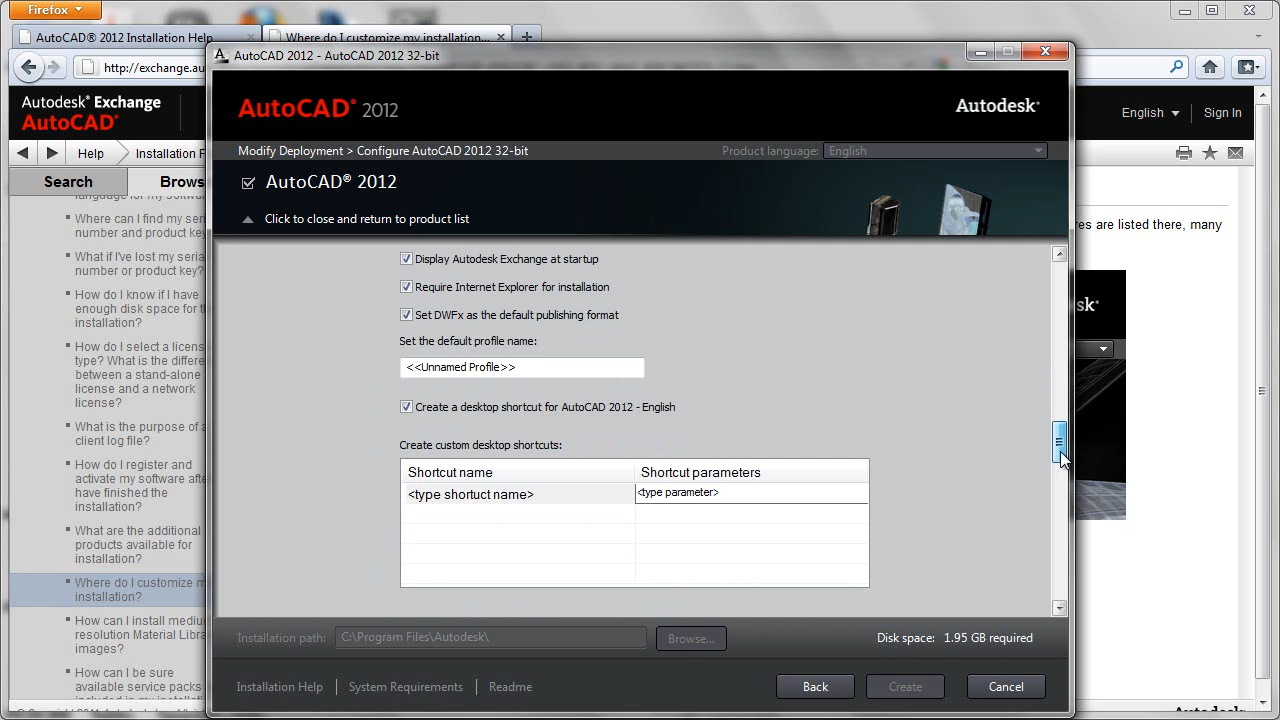 Firefox
AutoCAD® 2012 Installation Help
Where do I customize my installation...
http://exchange.au
AutoCAD 2012 - AutoCAD 2012 32-bit
Autodesk® Exchange
AutoCAD®
English
Sign In
AutoCAD® 2012
Autodesk®
Help
Installation F
Modify Deployment > Configure AutoCAD 2012 32-bit
Product language:
English
Search
Brows
AutoCAD® 2012
Click to close and return to product list
language for my software
Where can I find my seri
number and product key
What if I've lost my seria
number or product key?
How do I know if I have
enough disk space for t
installation?
How do I select a licens
type? What is the differe
between a stand-alone
license and a network
license?
What is the purpose of a
client log file?
How do I register and
activate my software afte
have finished the
installation?
What are the additional
products available for
installation?
Where do I customize m
installation?
How can I install mediu
resolution Material Libra
images?
How can I be sure
available service packs
included in my installatio
res are listed there, many
sk®
Display Autodesk Exchange at startup
Require Internet Explorer for installation
Set DWFx as the default publishing format
Set the default profile name:
<<Unnamed Profile>>
Create a desktop shortcut for AutoCAD 2012 - English
Create custom desktop shortcuts:
Shortcut name
Shortcut parameters
<type shortuct name>
<type parameter>
Installation path:
C:\Program Files\Autodesk\
Browse...
Disk space: 1.95 GB required
Installation Help
System Requirements
Readme
Back
Create
Cancel